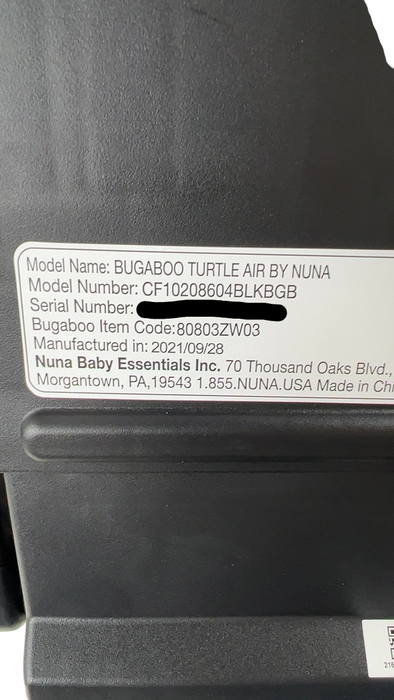 Model Name: BUGABOO TURTLE AIR BY NUNA
Model Number: CF10208604BLKBGB
Serial Number:
Bugaboo Item Code:80803ZW03
Manufactured in: 2021/09/28
Nuna Baby Essentials Inc. 70 Thousand Oaks Blvd.,
Morgantown, PA,19543 1.855.NUNA.USA Made in Chi
216